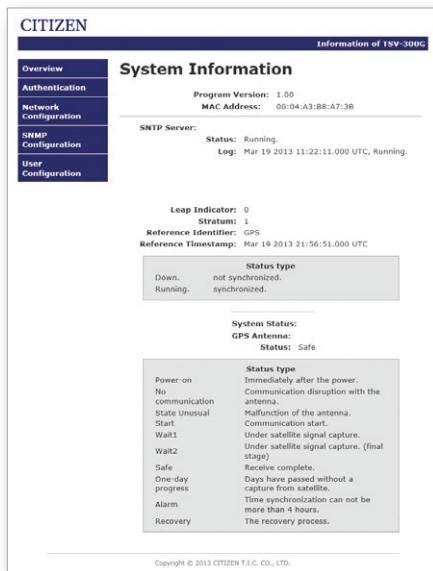 CITIZEN
Information of TSV-300G
Overview
Authentication
Network
Configuration
SNMP
Configuration
User
Configuration
System Information
Program Version: 1.00
MAC Address: 00:04:A3:B8:A7:3B
SNTP Server:
Status: Running.
Log: Mar 19 2013 11:22:11.000 UTC, Running.
Leap Indicator: 0
Stratum: 1
Reference Identifier: GPS
Reference Timestamp: Mar 19 2013 21:56:51.000 UTC
Status type
Down. not synchronized.
Running. synchronized.
System Status:
GPS Antenna:
Status: Safe
Status type
Power-on Immediately after the power.
No communication Communication disruption with the
antenna.
State Unusual Malfunction of the antenna.
Start Communication start.
Wait1 Under satellite signal capture.
Wait2 Under satellite signal capture. (final
stage)
Safe Receive complete.
One-day progress Days have passed without a
capture from satellite.
Alarm Time synchronization can not be
more than 4 hours.
Recovery The recovery process.
Copyright © 2013 CITIZEN T.I.C. CO., LTD.